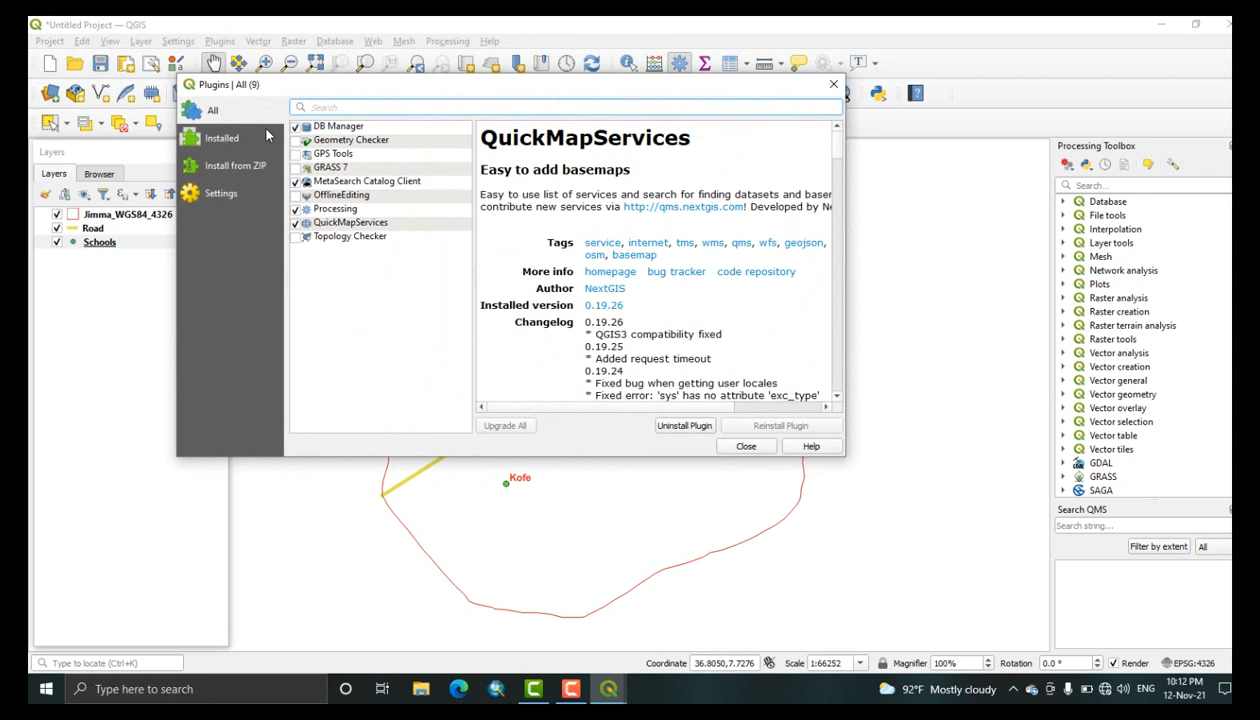 *Untitled Project — QGIS
Project Edit View Layer Settings Plugins Vector Raster Database Web Mesh Processing Help
Plugins | All (9)
All
Installed
Install from ZIP
Settings
Search...
DB Manager
Geometry Checker
GPS Tools
GRASS 7
MetaSearch Catalog Client
OfflineEditing
Processing
QuickMapServices
Topology Checker
QuickMapServices
Easy to add basemaps
Easy to use list of services and search for finding datasets and baser
contribute new services via http://qms.nextgis.com! Developed by Ne
Tags service, internet, tms, wms, qms, wfs, geojson,
osm, basemap
More info homepage bug tracker code repository
Author NextGIS
Installed version 0.19.26
Changelog 0.19.26
* QGIS3 compatibility fixed
0.19.25
* Added request timeout
0.19.24
* Fixed bug when getting user locales
* Fixed error: 'sys' has no attribute 'exc_type'
Upgrade All Uninstall Plugin Reinstall Plugin
Close Help
Layers
Layers Browser
Jimma_WGS84_4326
Road
Schools
Kofe
Processing Toolbox
Search...
Database
File tools
Interpolation
Layer tools
Mesh
Network analysis
Plots
Raster analysis
Raster creation
Raster terrain analysis
Raster tools
Vector analysis
Vector creation
Vector general
Vector geometry
Vector overlay
Vector selection
Vector table
Vector tiles
GDAL
GRASS
SAGA
Search QMS
Search string...
Filter by extent All
Type to locate (Ctrl+K) Coordinate 36.8050,7.7276 Scale 1:66252 Magnifier 100% Rotation 0.0 ° Render EPSG:4326
Type here to search 92°F Mostly cloudy ENG 10:12 PM
12-Nov-21